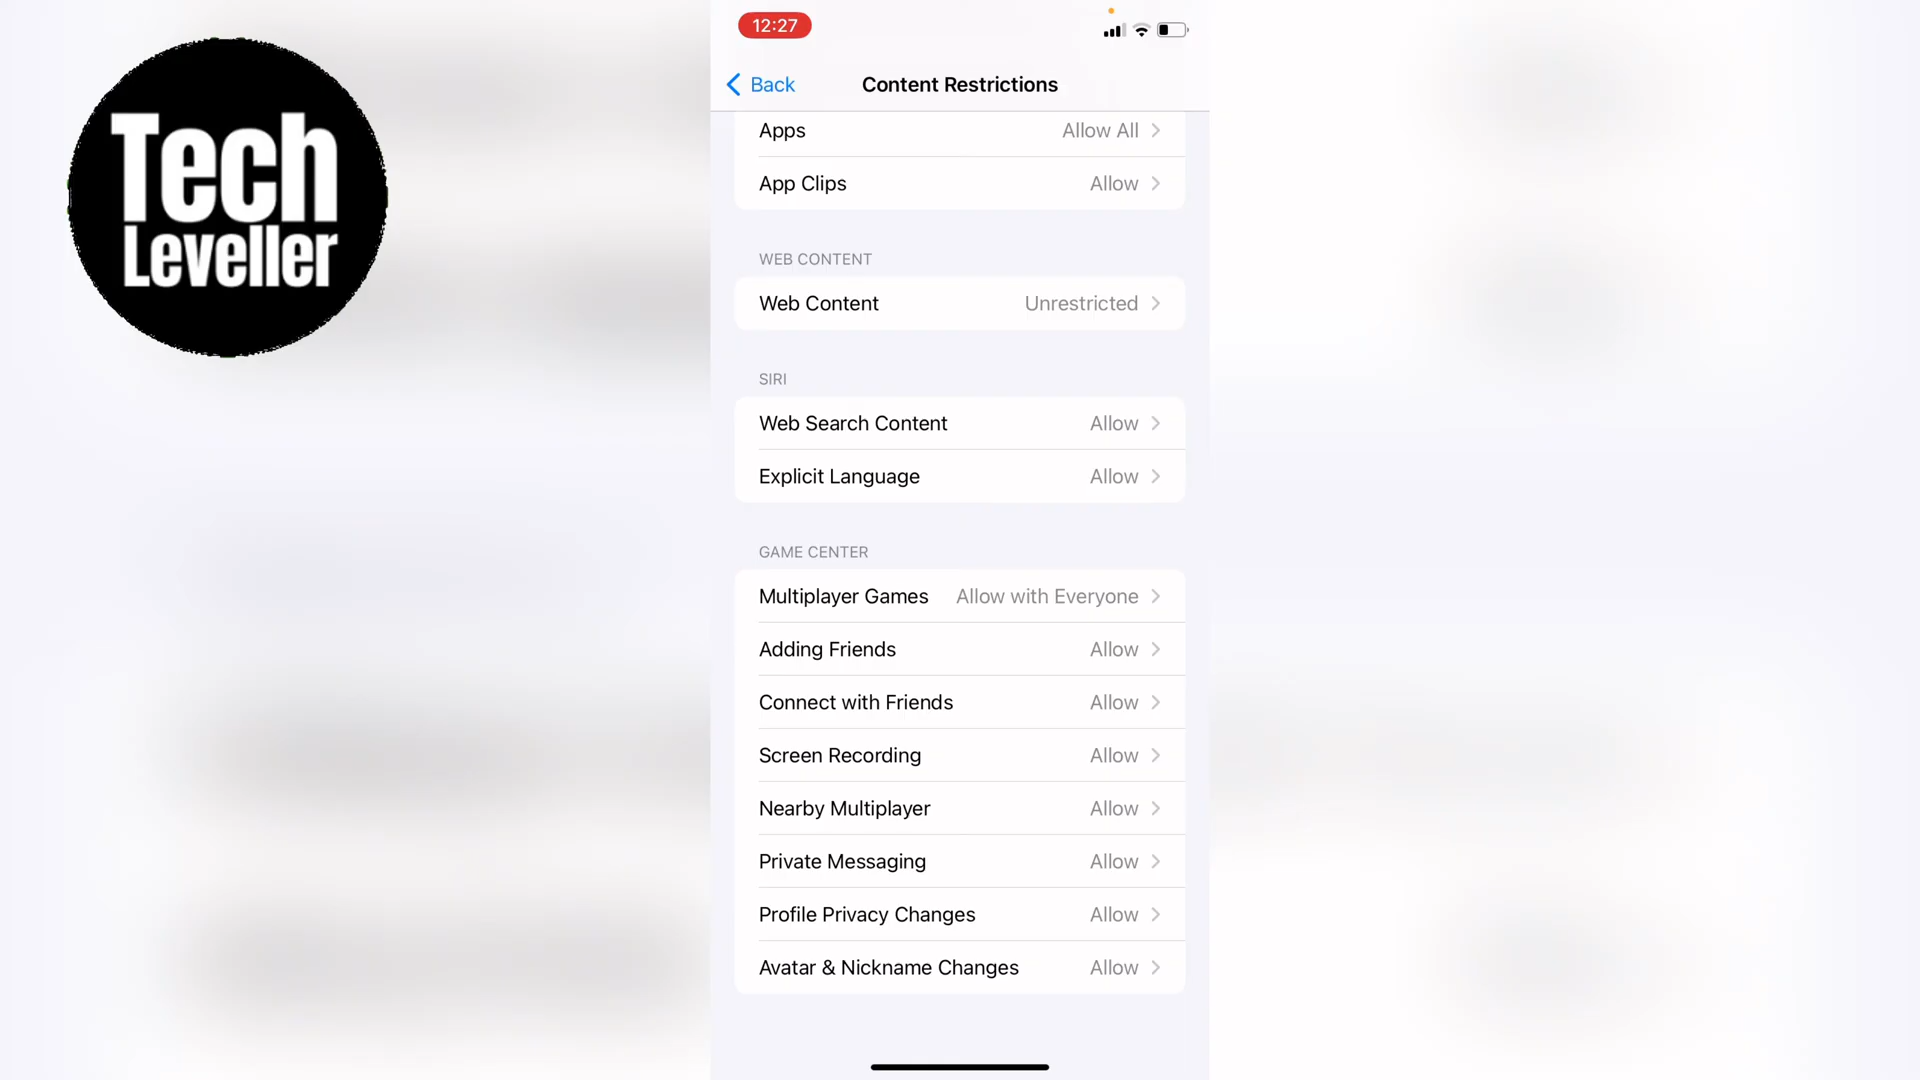 Tech
Leveller
12:27
Back
Content Restrictions
Apps Allow All
App Clips Allow
WEB CONTENT
Web Content Unrestricted
SIRI
Web Search Content Allow
Explicit Language Allow
GAME CENTER
Multiplayer Games Allow with Everyone
Adding Friends Allow
Connect with Friends Allow
Screen Recording Allow
Nearby Multiplayer Allow
Private Messaging Allow
Profile Privacy Changes Allow
Avatar & Nickname Changes Allow